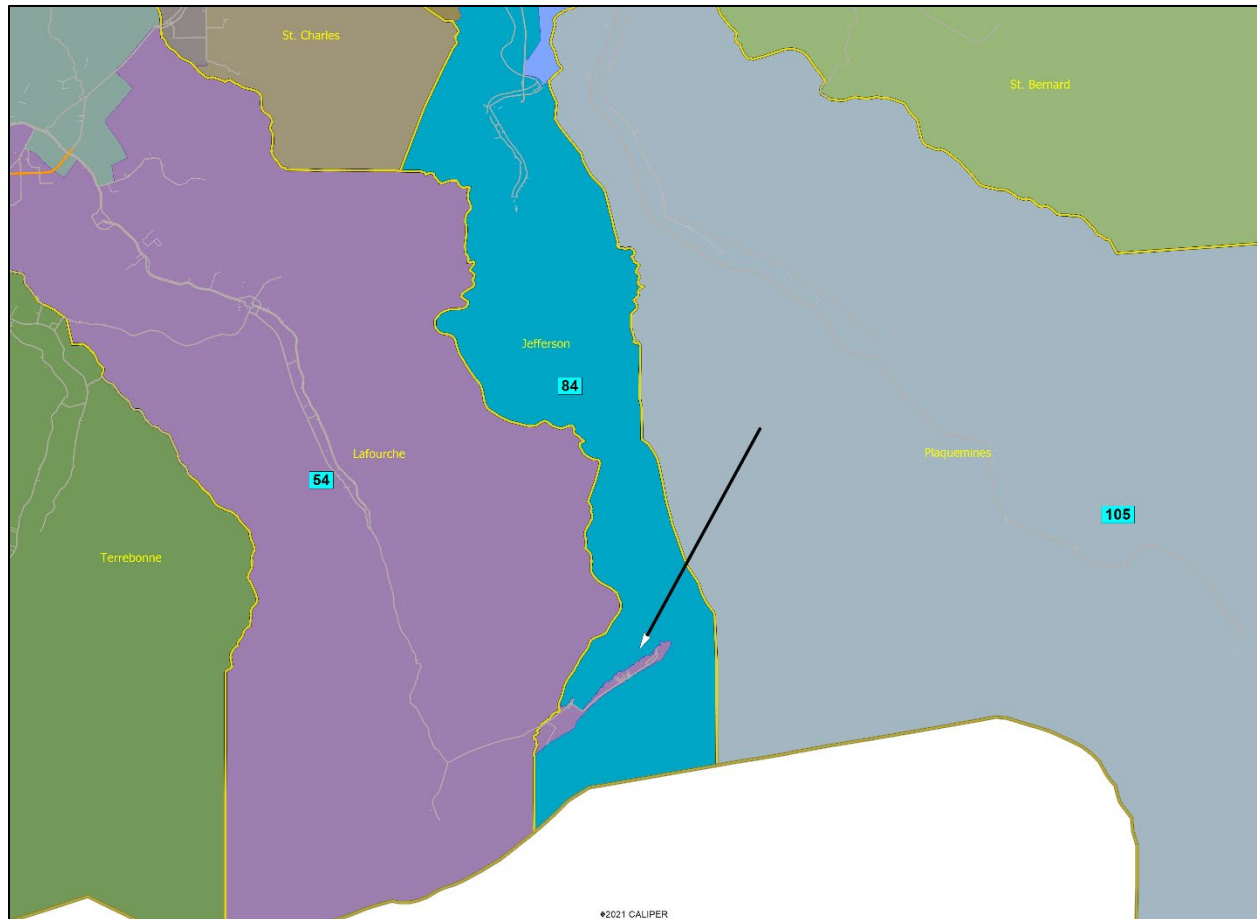 St. Charles
St. Bernard
Jefferson
84
Lafourche
54
Plaquemines
105
Terrebonne
©2021 CALIPER